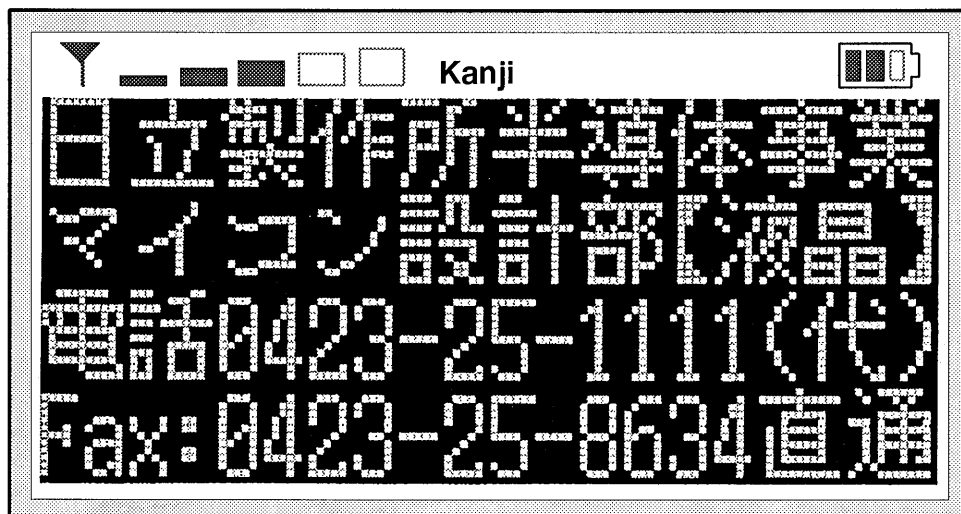 Kanji
日立製作所半導体事業
マイコン設計部【液晶】
電話0423-25-1111(代)
Fax:0423-25-8634直通